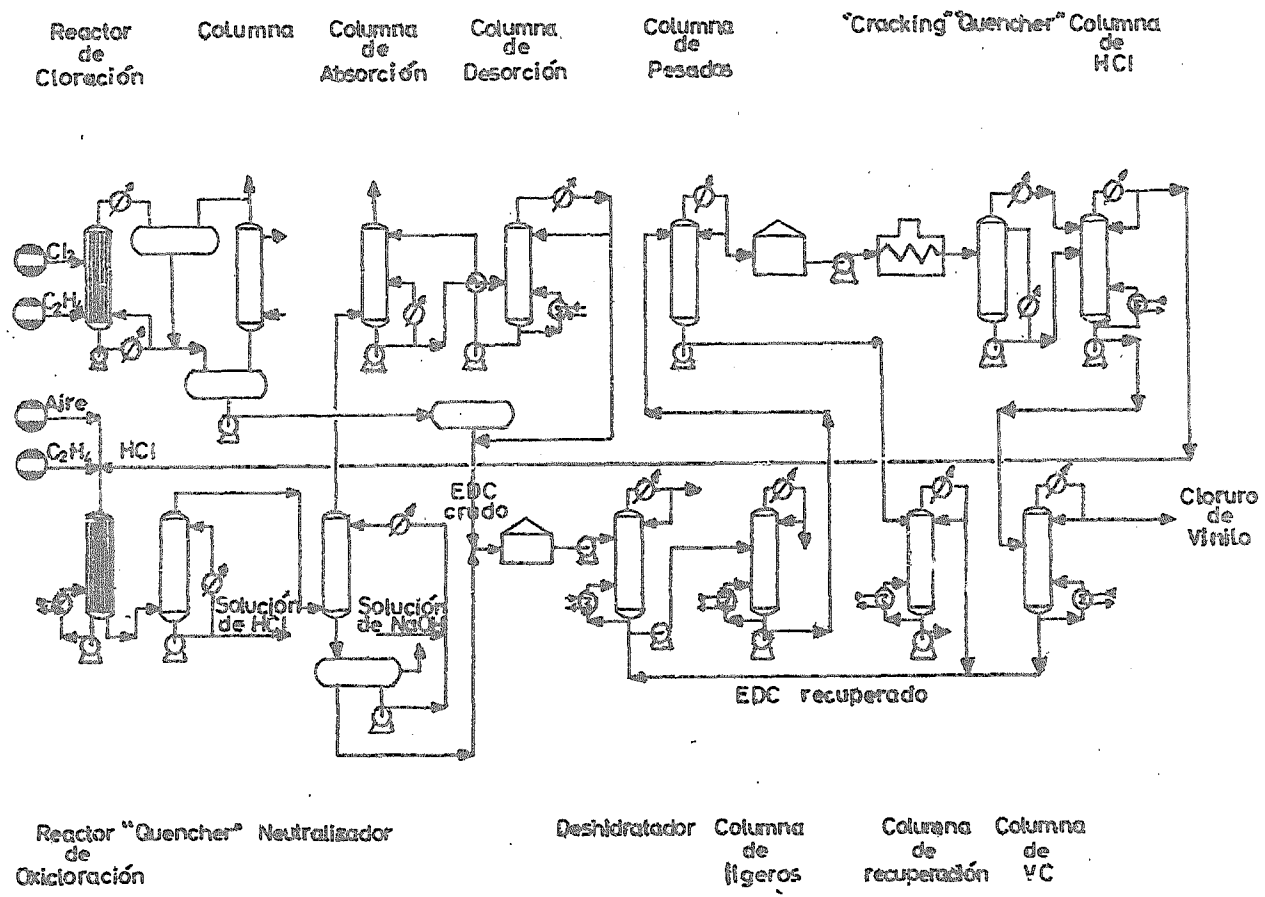 Reactor
de
Cloración
Columna
Columna
de
Absorción
Columna
de
Desorción
Columna
de
Pesados
"Cracking"
"Quencher"
Columna
de
HCl
Cl₂
C₂H₄
Aire
C₂H₄
HCl
EDC
crudo
Solución
de HCl
Solución
de NaOH
Cloruro
de
Vinilo
EDC recuperado
Reactor
de
Oxicloración
"Quencher"
Neutralizador
Deshidratador
Columna
de
ligeros
Columna
de
recuperación
Columna
de
VC